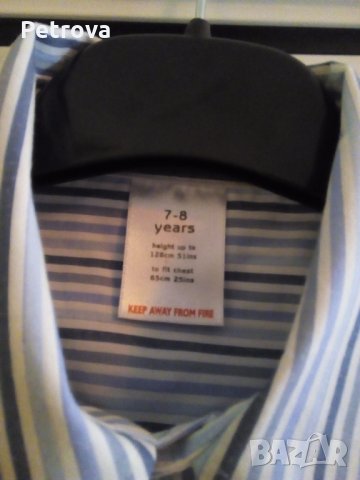 Petrova
7-8
years
height up to
128cm 51ins
to fit chest
65cm 25ins
KEEP AWAY FROM FIRE
BAZAR